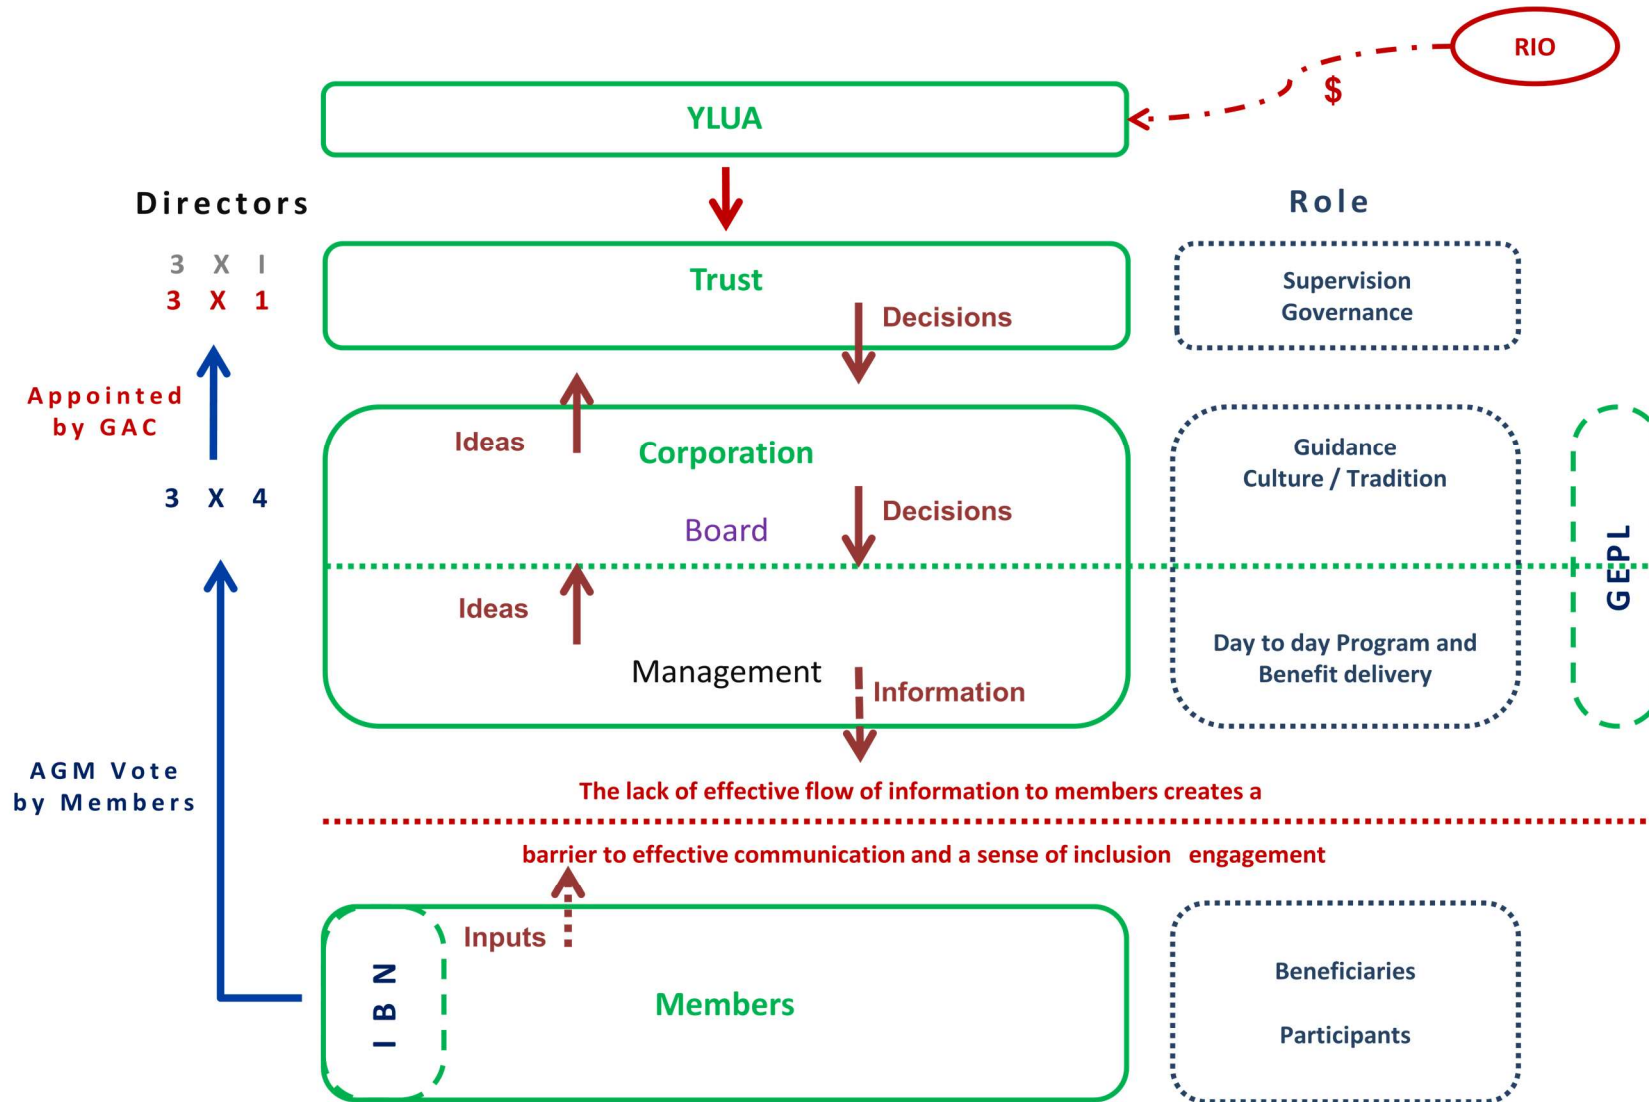 RIO
$
YLUA
Directors
Role
3 X I
3 X 1
Trust
Decisions
Supervision
Governance
Appointed
by GAC
Ideas
Corporation
Guidance
Culture / Tradition
3 X 4
Decisions
Board
GEPL
Ideas
Management
Information
Day to day Program and
Benefit delivery
AGM Vote
by Members
The lack of effective flow of information to members creates a
barrier to effective communication and a sense of inclusion engagement
Inputs
IBN
Members
Beneficiaries
Participants